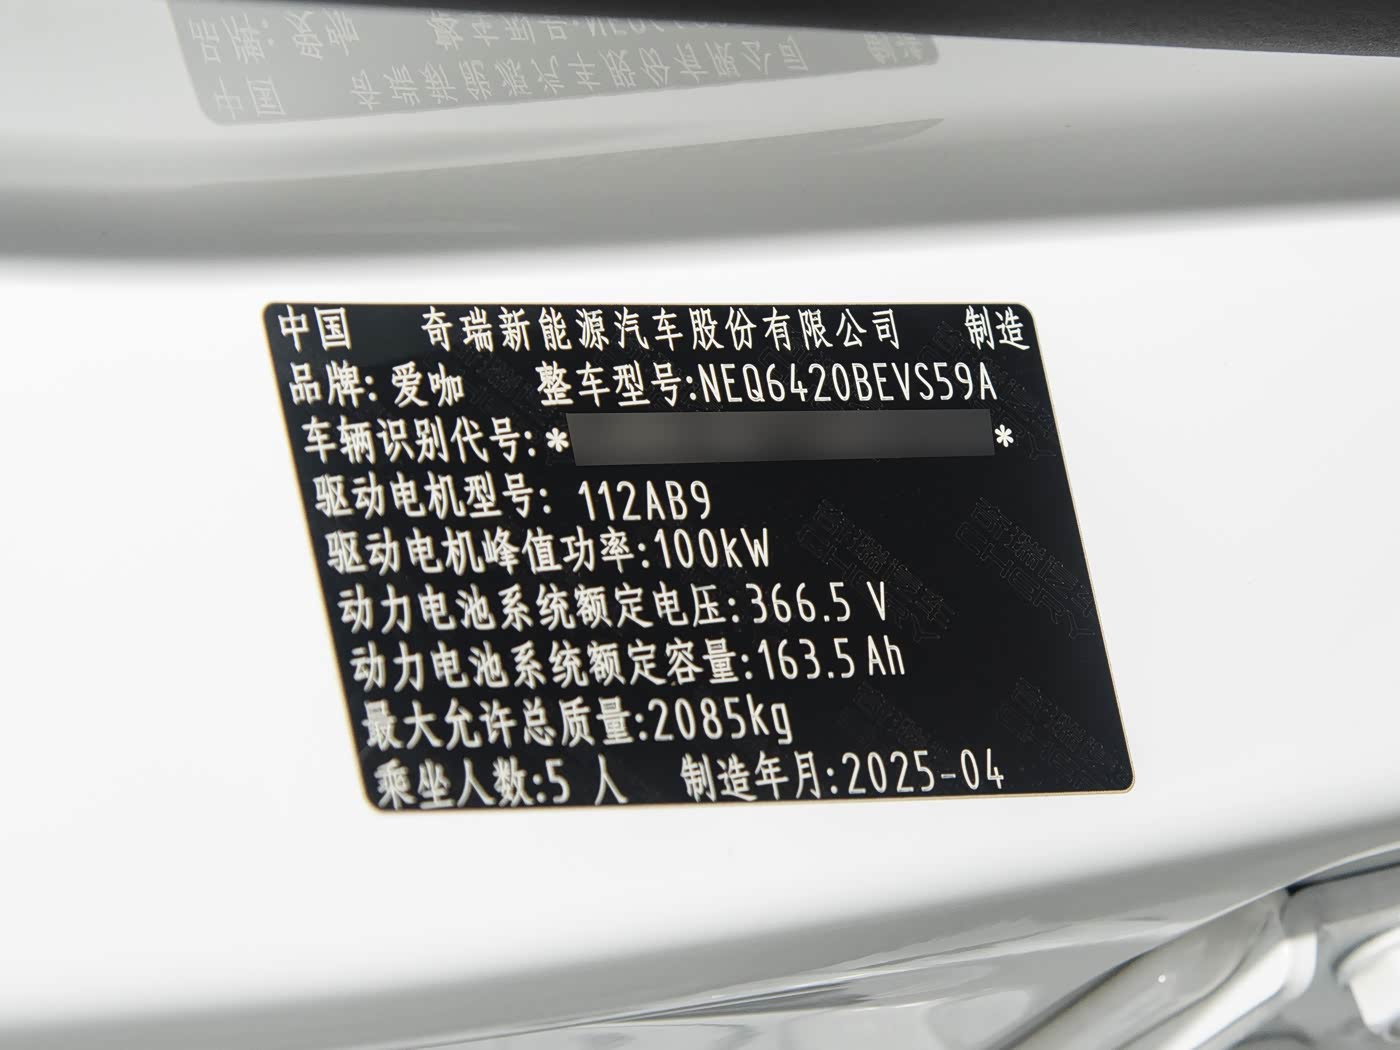 中国 奇瑞新能源汽车股份有限公司 制造
品牌: 爱咖 整车型号:NEQ6420BEVS59A
车辆识别代号:* *
驱动电机型号: 112AB9
驱动电机峰值功率:100kW
动力电池系统额定电压:366.5 V
动力电池系统额定容量:163.5 Ah
最大允许总质量:2085kg
乘坐人数:5 人 制造年月:2025-04